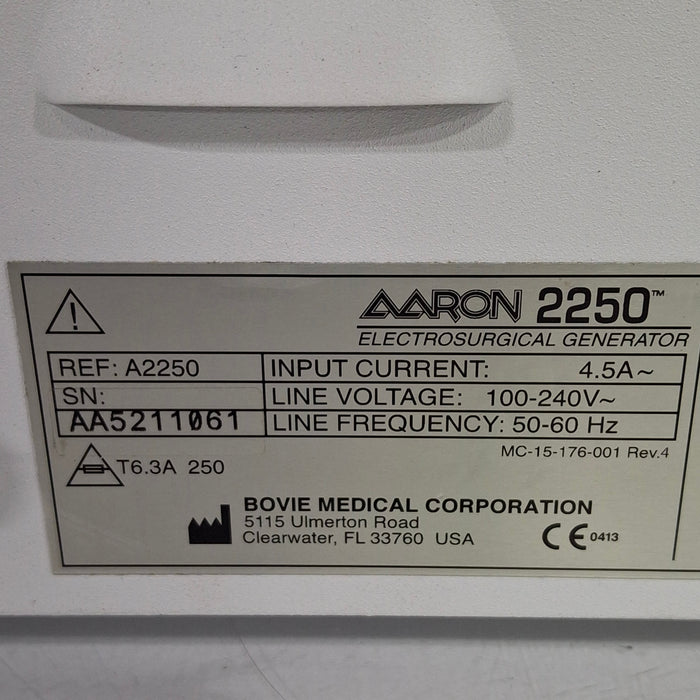 AARON 2250™
ELECTROSURGICAL GENERATOR
REF: A2250
INPUT CURRENT: 4.5A~
SN:
LINE VOLTAGE: 100-240V~
AA5211061
LINE FREQUENCY: 50-60 Hz
MC-15-176-001 Rev.4
T6.3A 250
BOVIE MEDICAL CORPORATION
5115 Ulmerton Road
Clearwater, FL 33760 USA
CE 0413